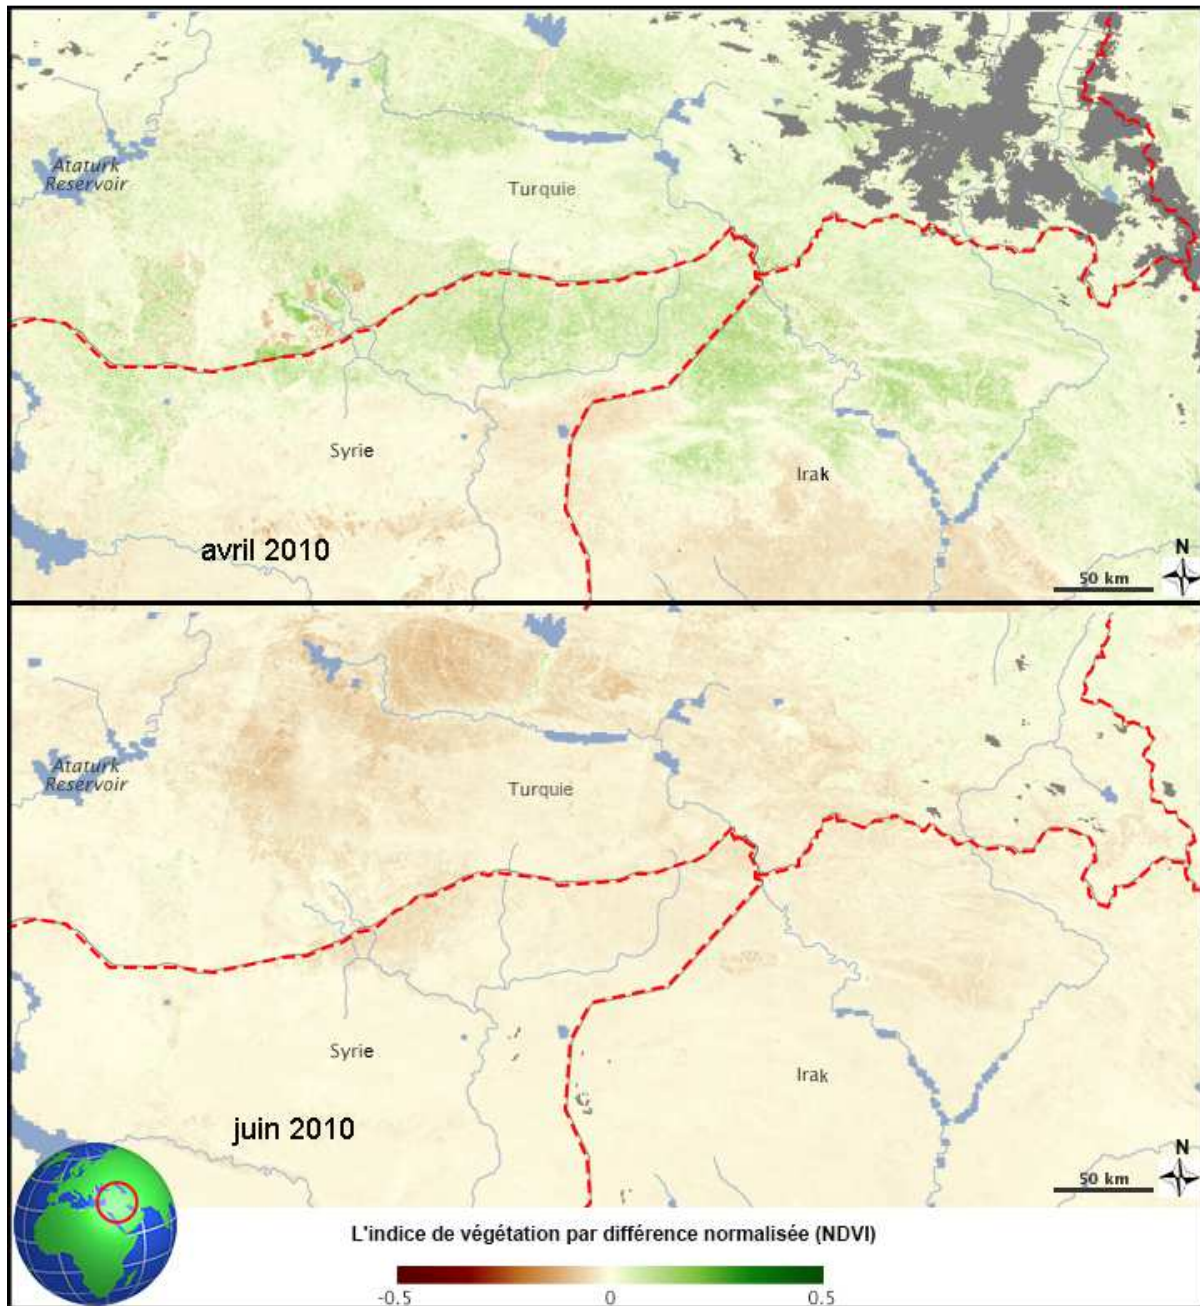 Ataturk
Reservoir
Turquie
Syrie
Irak
avril 2010
N
50 km
Ataturk
Reservoir
Turquie
Syrie
Irak
juin 2010
N
50 km
L'indice de végétation par différence normalisée (NDVI)
-0.5 0 0.5